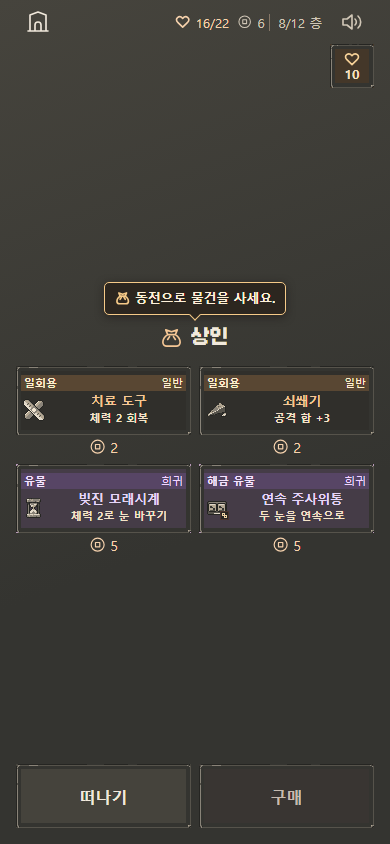 16/22 6 8/12 층
10
동전으로 물건을 사세요.
상인
일회용 일반
치료 도구
체력 2 회복
2
일회용 일반
쇠쐐기
공격 합 +3
2
유물 희귀
빚진 모래시계
체력 2로 눈 바꾸기
5
해금 유물 희귀
연속 주사위통
두 눈을 연속으로
5
떠나기 구매